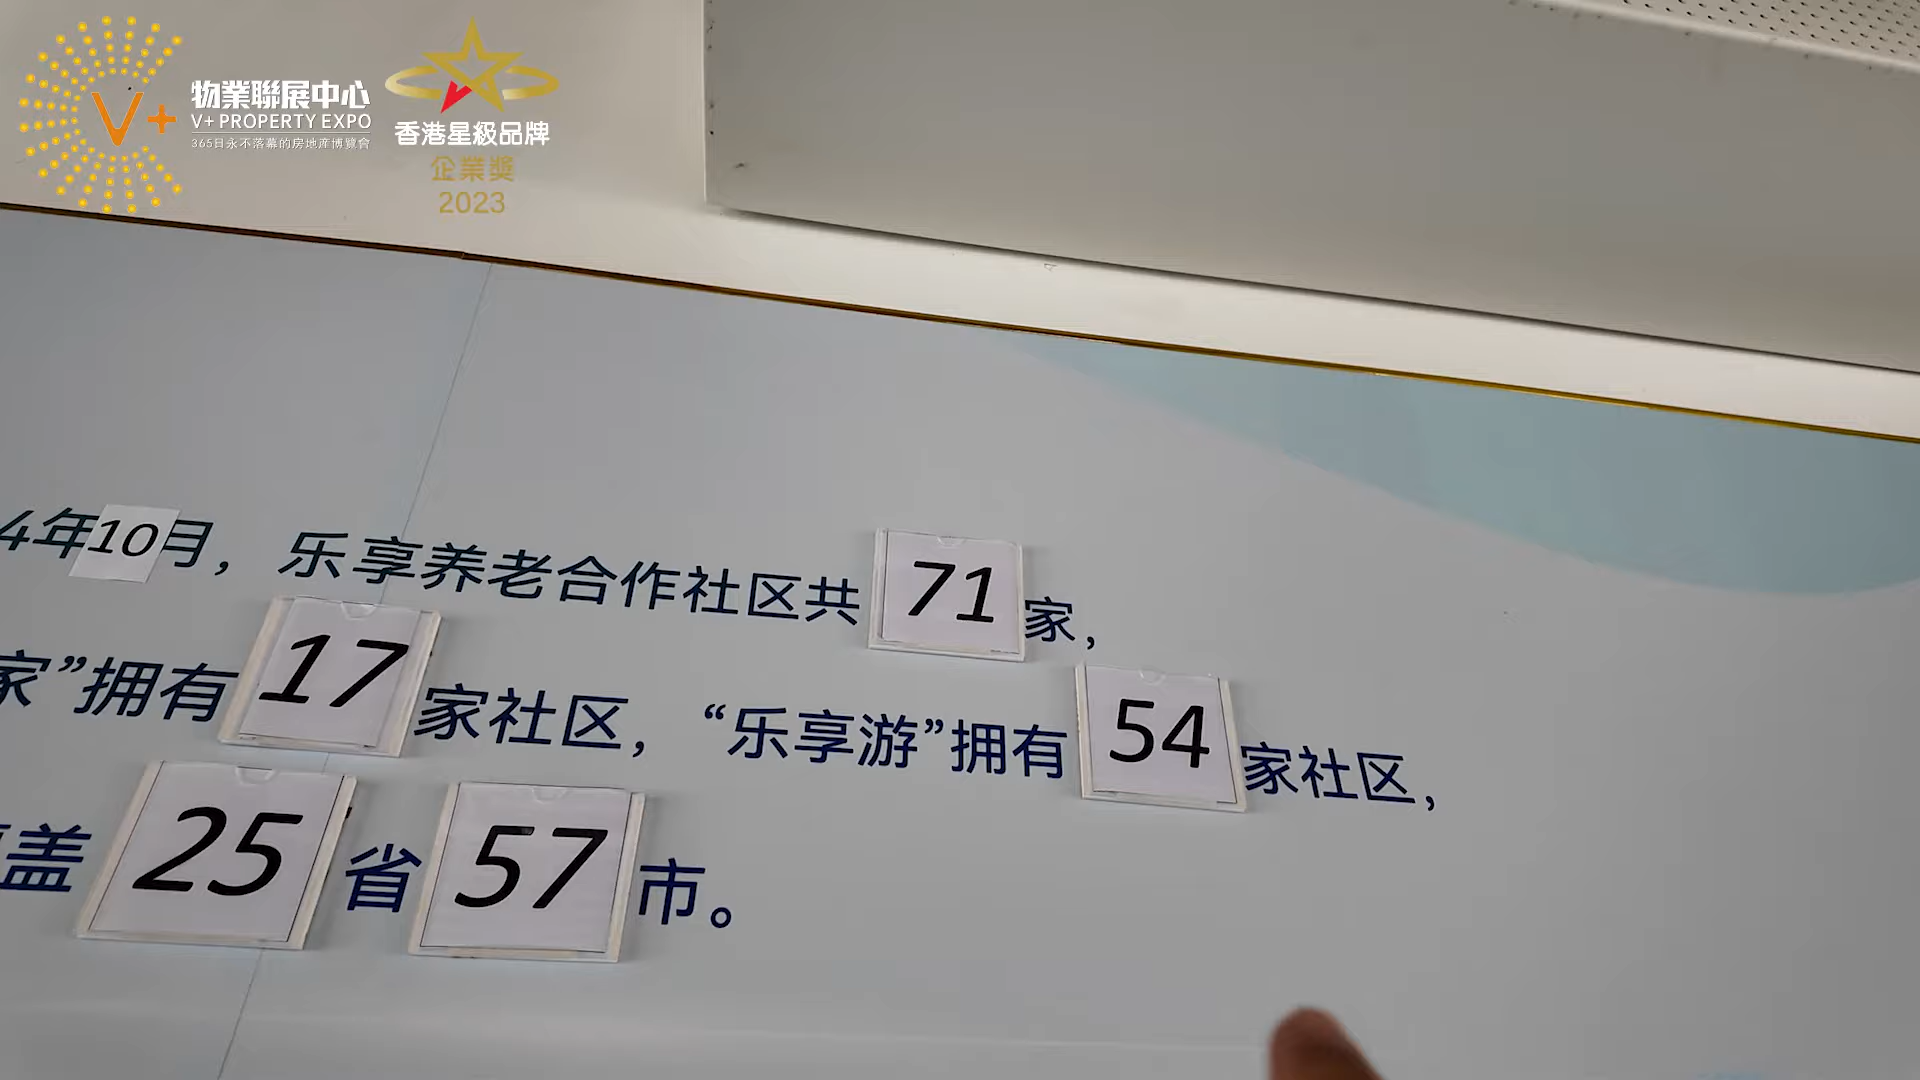 物業聯展中心
V+ PROPERTY EXPO
365日永不落幕的房地産博覽會
香港星級品牌
企業獎
2023
4年10月，乐享养老合作社区共71家，
家”拥有17家社区，“乐享游”拥有54家社区，
覆盖25省57市。